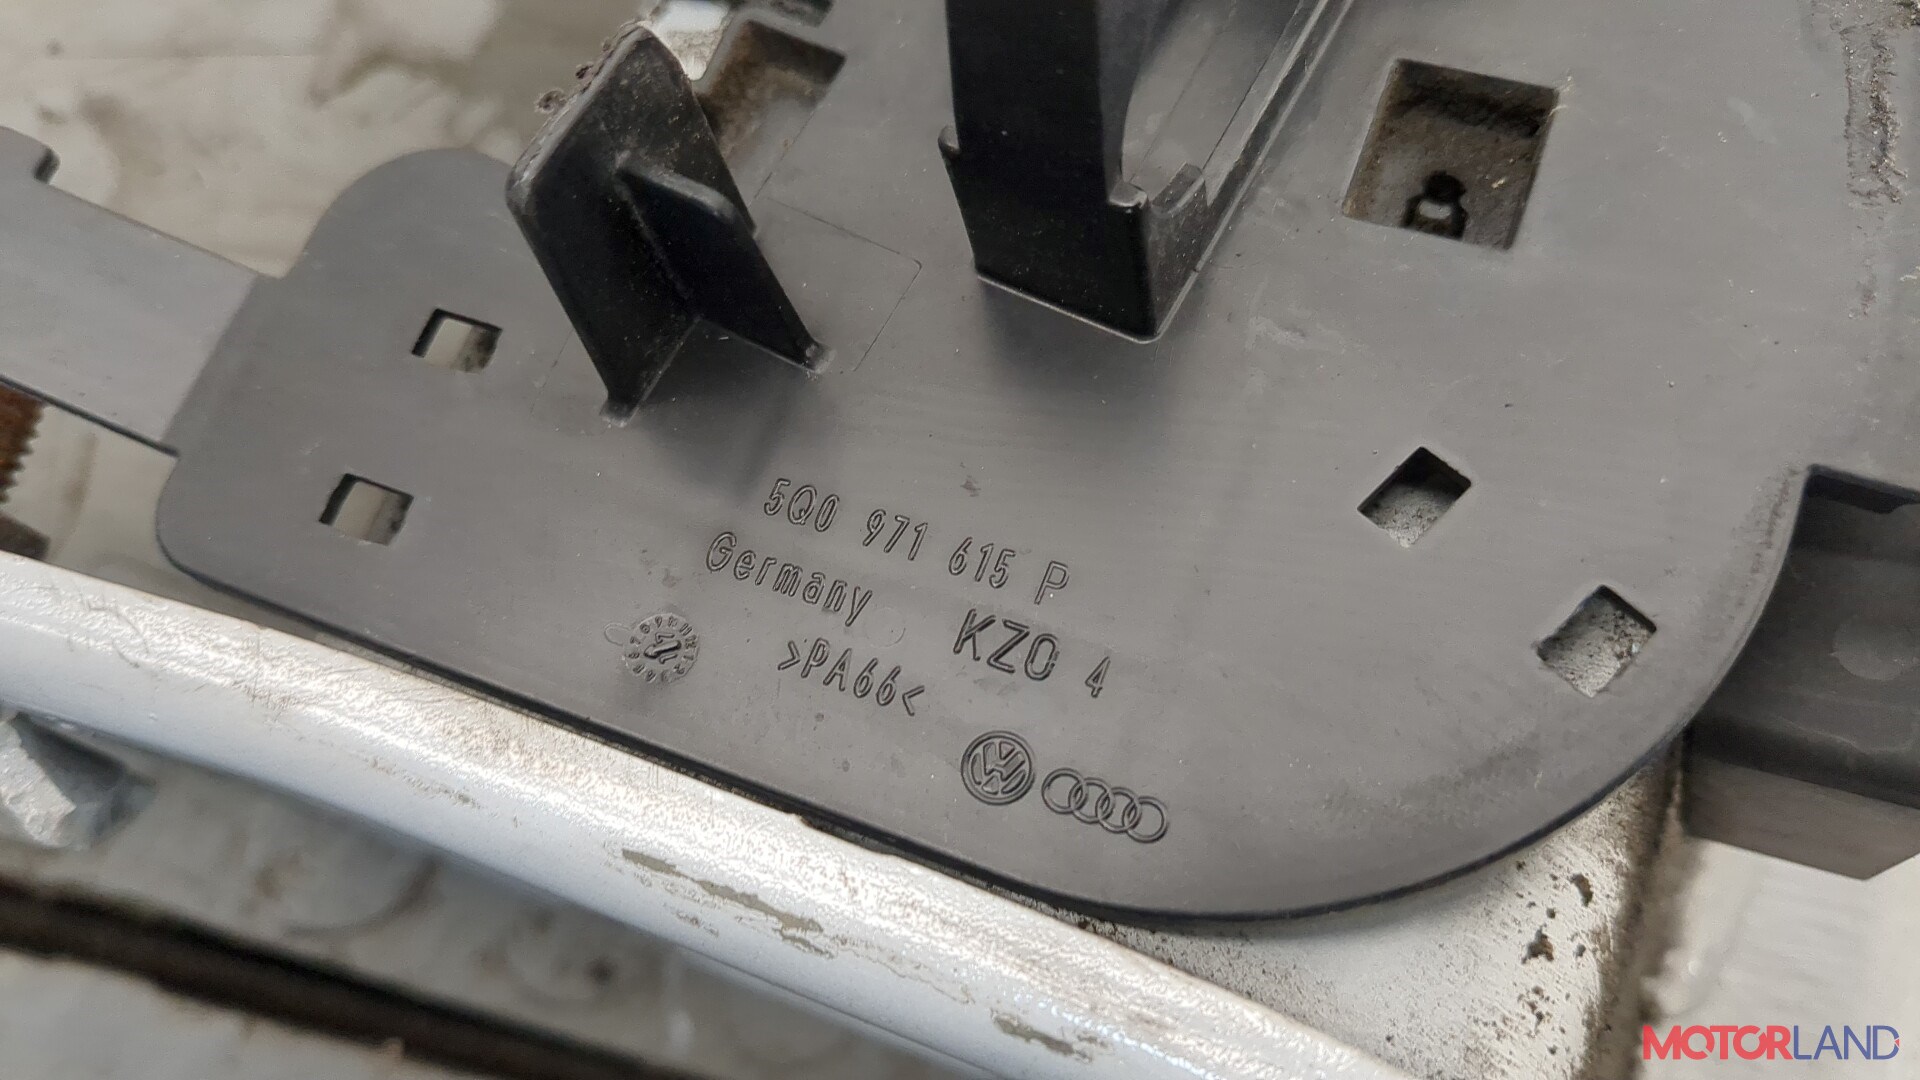 5Q0 971 615 P
Germany KZO 4
>PA66<
MOTORLAND